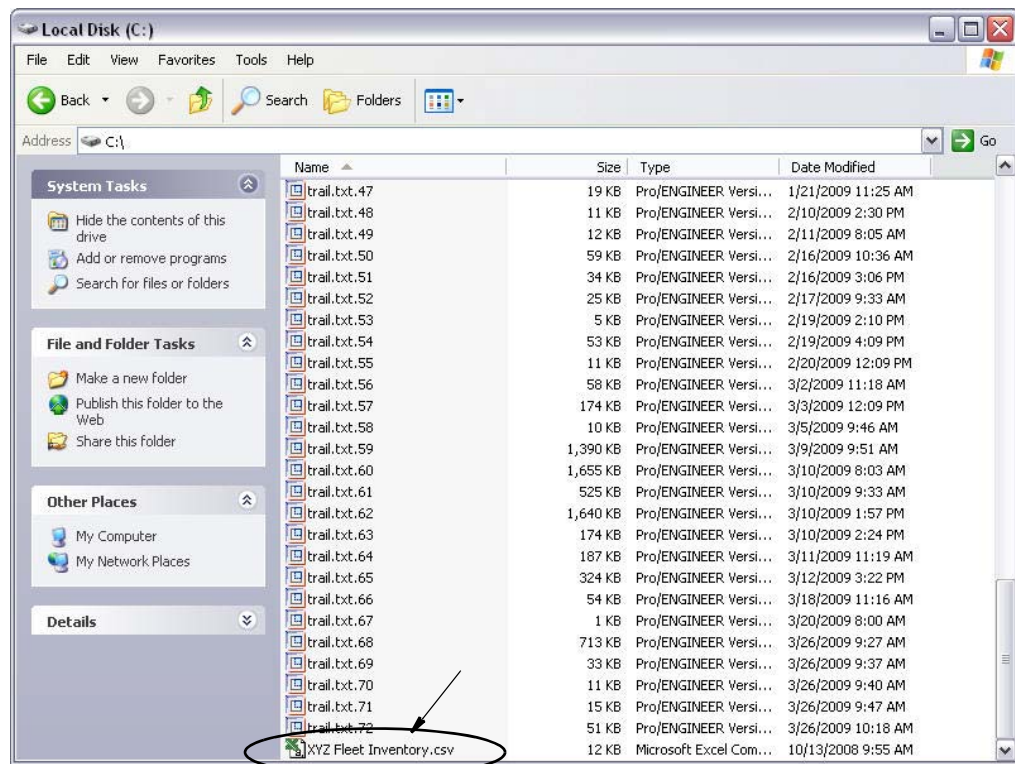 Local Disk (C:)
File Edit View Favorites Tools Help
Back Search Folders
Address C:\ Go
Name Size Type Date Modified
System Tasks
Hide the contents of this
drive
Add or remove programs
Search for files or folders
File and Folder Tasks
Make a new folder
Publish this folder to the
Web
Share this folder
Other Places
My Computer
My Network Places
Details
trail.txt.47 19 KB Pro/ENGINEER Versi... 1/21/2009 11:25 AM
trail.txt.48 11 KB Pro/ENGINEER Versi... 2/10/2009 2:30 PM
trail.txt.49 12 KB Pro/ENGINEER Versi... 2/11/2009 8:05 AM
trail.txt.50 59 KB Pro/ENGINEER Versi... 2/16/2009 10:36 AM
trail.txt.51 34 KB Pro/ENGINEER Versi... 2/16/2009 3:06 PM
trail.txt.52 25 KB Pro/ENGINEER Versi... 2/17/2009 9:33 AM
trail.txt.53 5 KB Pro/ENGINEER Versi... 2/19/2009 2:10 PM
trail.txt.54 53 KB Pro/ENGINEER Versi... 2/19/2009 4:09 PM
trail.txt.55 11 KB Pro/ENGINEER Versi... 2/20/2009 12:09 PM
trail.txt.56 58 KB Pro/ENGINEER Versi... 3/2/2009 11:18 AM
trail.txt.57 174 KB Pro/ENGINEER Versi... 3/3/2009 12:09 PM
trail.txt.58 10 KB Pro/ENGINEER Versi... 3/5/2009 9:46 AM
trail.txt.59 1,390 KB Pro/ENGINEER Versi... 3/9/2009 9:51 AM
trail.txt.60 1,655 KB Pro/ENGINEER Versi... 3/10/2009 8:03 AM
trail.txt.61 525 KB Pro/ENGINEER Versi... 3/10/2009 9:33 AM
trail.txt.62 1,640 KB Pro/ENGINEER Versi... 3/10/2009 1:57 PM
trail.txt.63 174 KB Pro/ENGINEER Versi... 3/10/2009 2:24 PM
trail.txt.64 187 KB Pro/ENGINEER Versi... 3/11/2009 11:19 AM
trail.txt.65 324 KB Pro/ENGINEER Versi... 3/12/2009 3:22 PM
trail.txt.66 54 KB Pro/ENGINEER Versi... 3/18/2009 11:16 AM
trail.txt.67 1 KB Pro/ENGINEER Versi... 3/20/2009 8:00 AM
trail.txt.68 713 KB Pro/ENGINEER Versi... 3/26/2009 9:27 AM
trail.txt.69 33 KB Pro/ENGINEER Versi... 3/26/2009 9:37 AM
trail.txt.70 11 KB Pro/ENGINEER Versi... 3/26/2009 9:40 AM
trail.txt.71 15 KB Pro/ENGINEER Versi... 3/26/2009 9:47 AM
trail.txt.72 51 KB Pro/ENGINEER Versi... 3/26/2009 10:18 AM
XYZ Fleet Inventory.csv 12 KB Microsoft Excel Com... 10/13/2008 9:55 AM